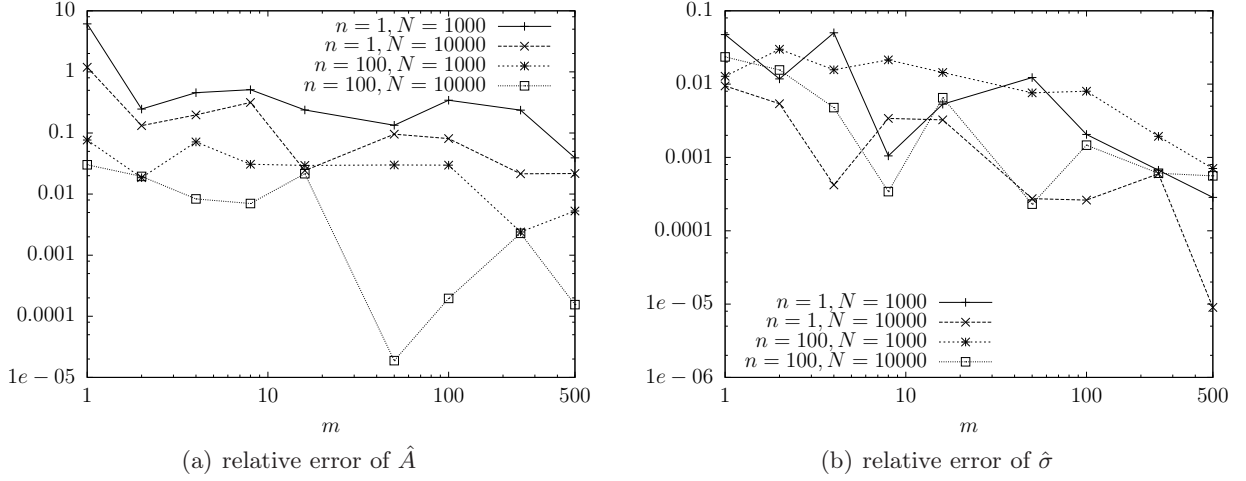 10
1
0.1
0.01
0.001
0.0001
1e − 05
1 10 100 500
m
n = 1, N = 1000
n = 1, N = 10000
n = 100, N = 1000
n = 100, N = 10000
(a) relative error of Â
0.1
0.01
0.001
0.0001
1e − 05
1e − 06
1 10 100 500
m
n = 1, N = 1000
n = 1, N = 10000
n = 100, N = 1000
n = 100, N = 10000
(b) relative error of σ̂